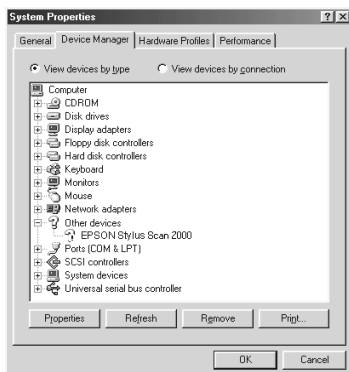 System Properties
General Device Manager Hardware Profiles Performance
View devices by type View devices by connection
Computer
CDROM
Disk drives
Display adapters
Floppy disk controllers
Hard disk controllers
Keyboard
Monitors
Mouse
Network adapters
Other devices
EPSON Stylus Scan 2000
Ports (COM & LPT)
SCSI controllers
System devices
Universal serial bus controller
Properties Refresh Remove Print...
OK Cancel